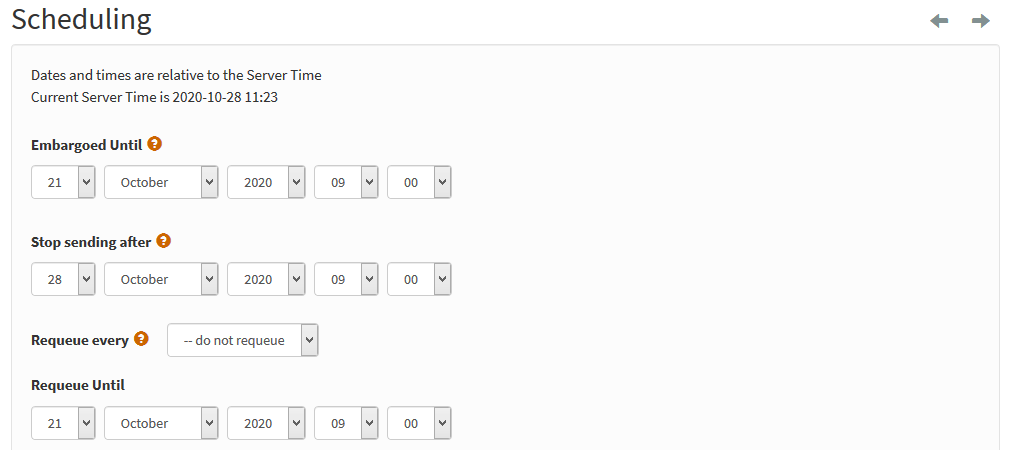 Scheduling
Dates and times are relative to the Server Time
Current Server Time is 2020-10-28 11:23
Embargoed Until ?
21 October 2020 09 00
Stop sending after ?
28 October 2020 09 00
Requeue every ? -- do not requeue
Requeue Until
21 October 2020 09 00